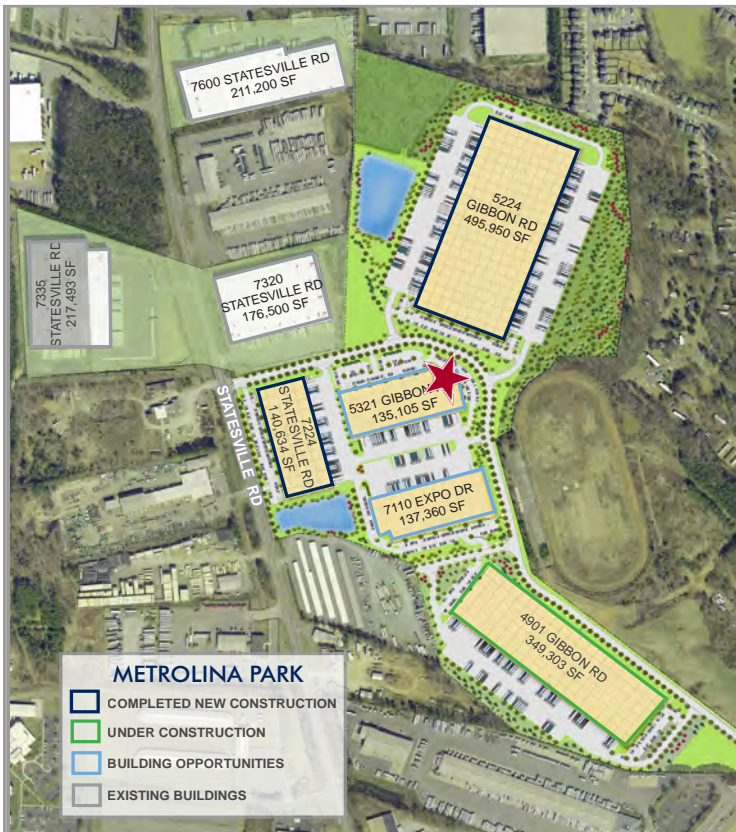 7600 STATESVILLE RD
211,200 SF
5224
GIBBON RD
495,950 SF
7335
STATESVILLE RD
217,493 SF
7320
STATESVILLE RD
176,500 SF
5321 GIBBON
135,105 SF
7224
STATESVILLE RD
140,634 SF
STATESVILLE RD
7110 EXPO DR
137,360 SF
4901 GIBBON RD
349,303 SF
METROLINA PARK
COMPLETED NEW CONSTRUCTION
UNDER CONSTRUCTION
BUILDING OPPORTUNITIES
EXISTING BUILDINGS